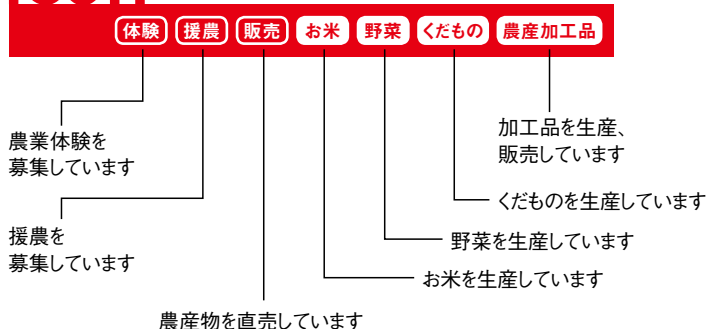 体験 援農 販売 お米 野菜 くだもの 農産加工品
農業体験を
募集しています
加工品を生産、
販売しています
くだものを生産しています
援農を
募集しています
野菜を生産しています
お米を生産しています
農産物を直売しています